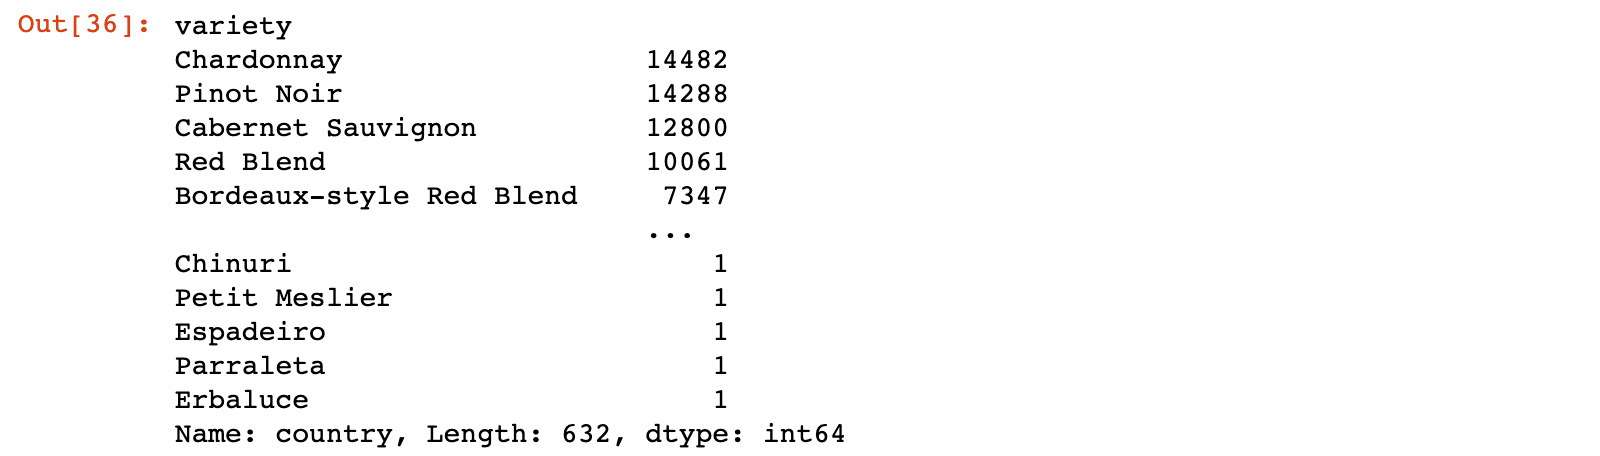 Out[36]: variety
Chardonnay 14482
Pinot Noir 14288
Cabernet Sauvignon 12800
Red Blend 10061
Bordeaux-style Red Blend 7347
...
Chinuri 1
Petit Meslier 1
Espadeiro 1
Parraleta 1
Erbaluce 1
Name: country, Length: 632, dtype: int64